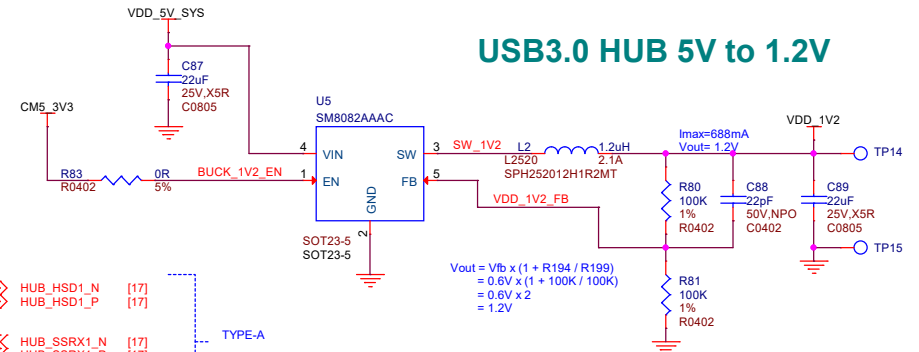 VDD_5V_SYS
USB3.0 HUB 5V to 1.2V
C87
22uF
25V,X5R
C0805
CM5_3V3
U5
SM8082AAAC
R83
R0402
0R
5%
BUCK_1V2_EN
4
VIN
1
EN
GND
2
SW
3
FB
5
SW_1V2
L2
1.2uH
L2520
2.1A
SPH252012H1R2MT
VDD_1V2_FB
Imax=688mA
Vout= 1.2V
VDD_1V2
TP14
R80
100K
1%
R0402
C88
22pF
50V,NPO
C0402
C89
22uF
25V,X5R
C0805
TP15
SOT23-5
SOT23-5
Vout = Vfb x (1 + R194 / R199)
= 0.6V x (1 + 100K / 100K)
= 0.6V x 2
= 1.2V
R81
100K
1%
R0402
HUB_HSD1_N [17]
HUB_HSD1_P [17]
TYPE-A
HUB_SSRX1_N [17]